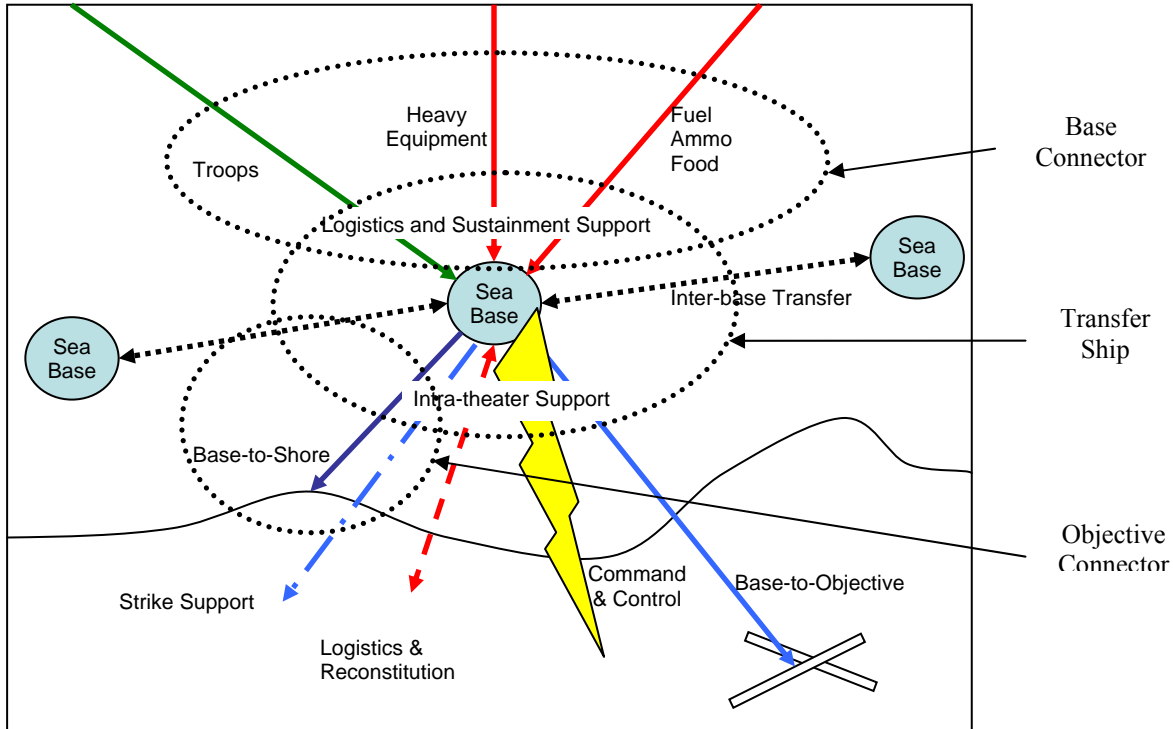 Heavy
Equipment
Fuel
Ammo
Food
Troops
Base
Connector
Logistics and Sustainment Support
Sea
Base
Sea
Base
Inter-base Transfer
Sea
Base
Transfer
Ship
Intra-theater Support
Base-to-Shore
Objective
Connector
Command
& Control
Base-to-Objective
Strike Support
Logistics &
Reconstitution